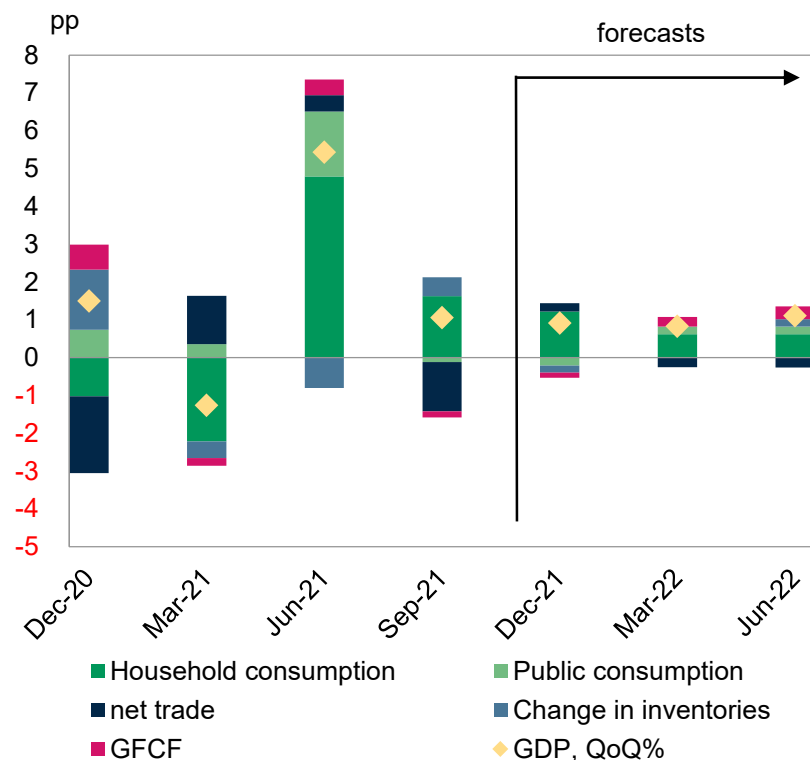 pp
forecasts
8
7
6
5
4
3
2
1
0
-1
-2
-3
-4
-5
Dec-20
Mar-21
Jun-21
Sep-21
Dec-21
Mar-22
Jun-22
Household consumption
Public consumption
net trade
Change in inventories
GFCF
GDP, QoQ%